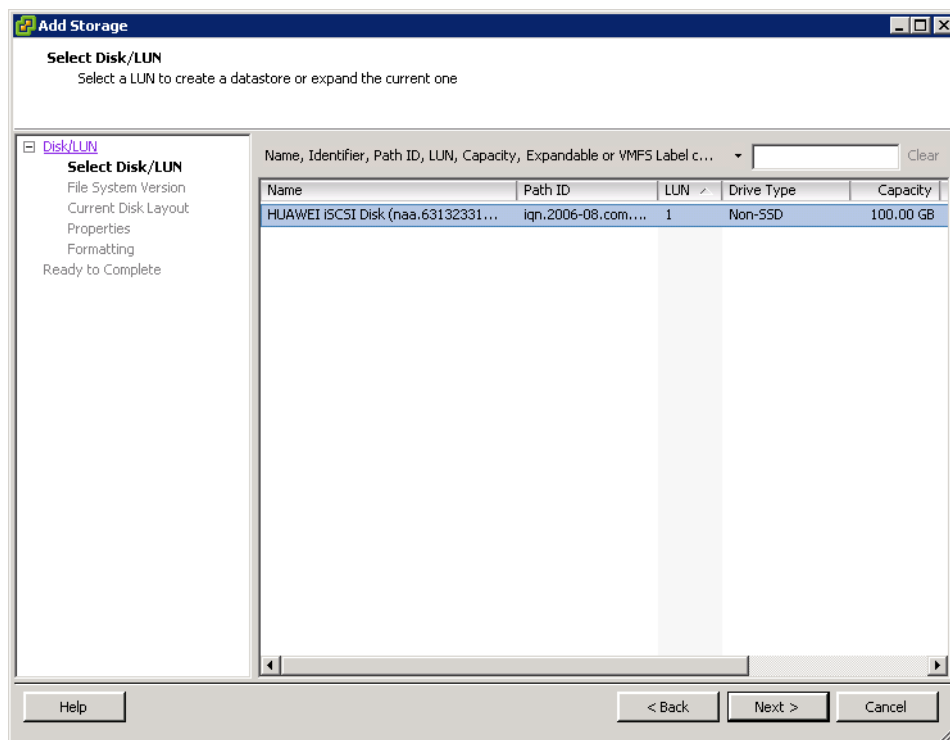 Add Storage
Select Disk/LUN
Select a LUN to create a datastore or expand the current one
Disk/LUN
Select Disk/LUN
File System Version
Current Disk Layout
Properties
Formatting
Ready to Complete
Name, Identifier, Path ID, LUN, Capacity, Expandable or VMFS Label c... Clear
Name Path ID LUN Drive Type Capacity
HUAWEI iSCSI Disk (naa.63132331... iqn.2006-08.com.... 1 Non-SSD 100.00 GB
Help < Back Next > Cancel